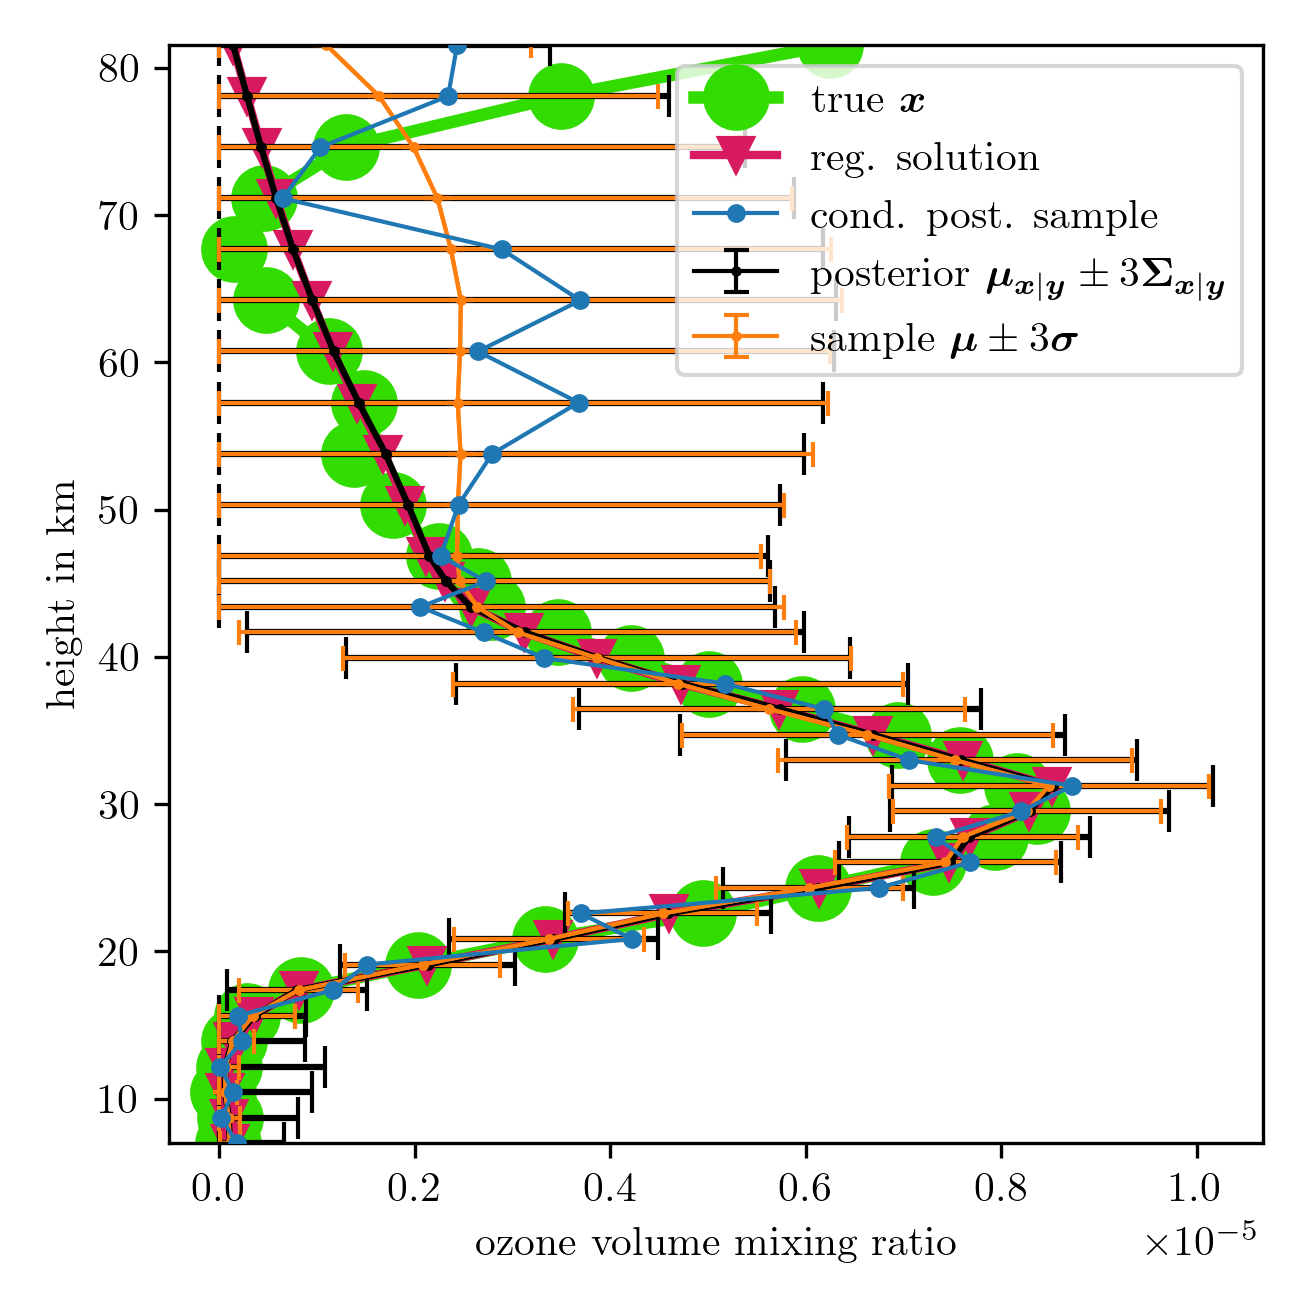 80
70
60
50
40
30
20
10
height in km
true x
reg. solution
cond. post. sample
posterior μx|y ± 3Σx|y
sample μ ± 3σ
0.0 0.2 0.4 0.6 0.8 1.0
ozone volume mixing ratio
×10⁻⁵